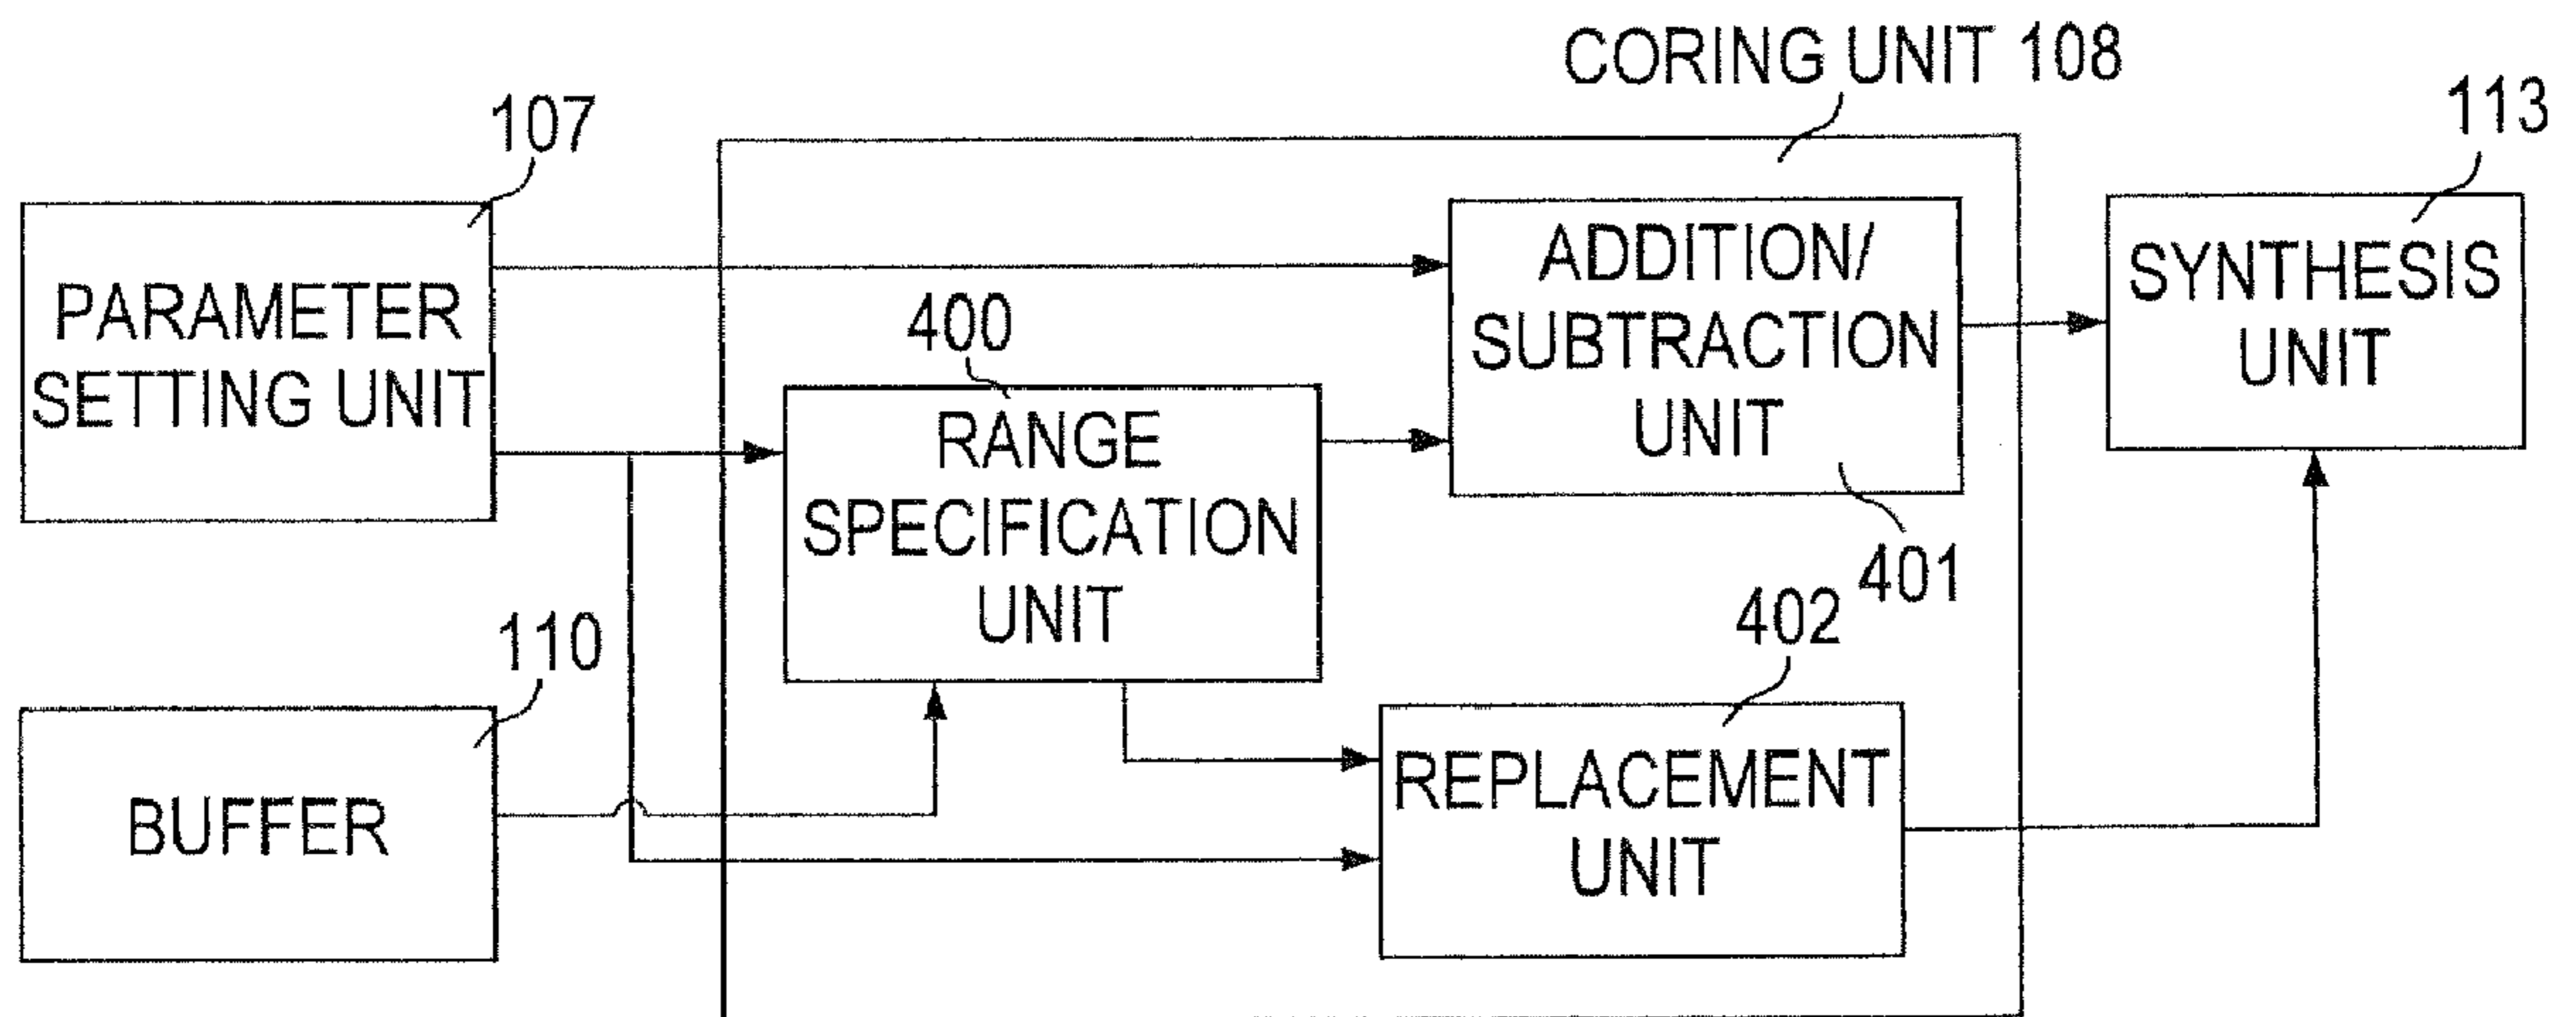 CORING UNIT 108
107
113
PARAMETER
SETTING UNIT
ADDITION/
SUBTRACTION
UNIT
401
SYNTHESIS
UNIT
400
RANGE
SPECIFICATION
UNIT
110
BUFFER
402
REPLACEMENT
UNIT